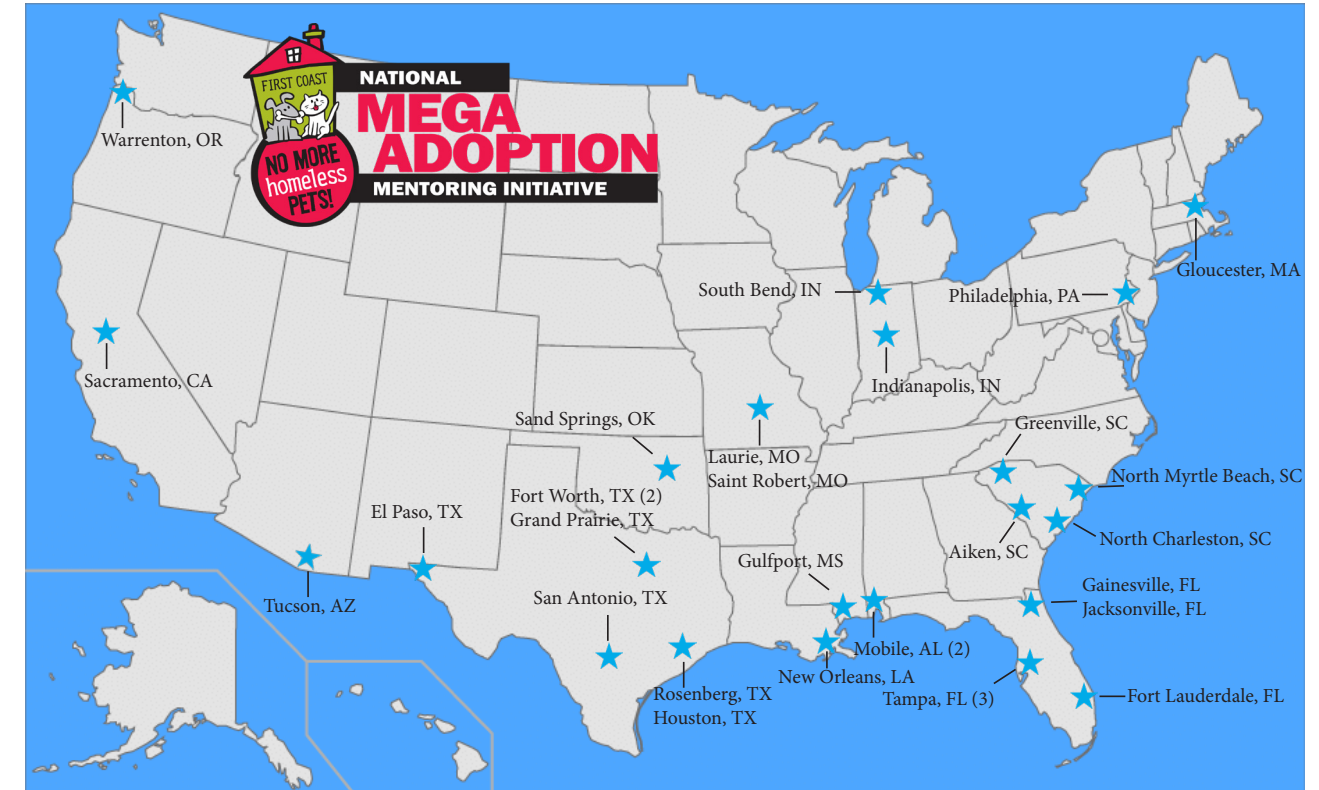 FIRST COAST
NO MORE
homeless
PETS!
NATIONAL
MEGA
ADOPTION
MENTORING INITIATIVE
Warrenton, OR
Gloucester, MA
South Bend, IN
Philadelphia, PA
Sacramento, CA
Indianapolis, IN
Sand Springs, OK
Greenville, SC
Laurie, MO
Saint Robert, MO
North Myrtle Beach, SC
Fort Worth, TX (2)
Grand Prairie, TX
El Paso, TX
North Charleston, SC
Aiken, SC
Gulfport, MS
Gainesville, FL
Jacksonville, FL
San Antonio, TX
Tucson, AZ
Mobile, AL (2)
New Orleans, LA
Tampa, FL (3)
Rosenberg, TX
Houston, TX
Fort Lauderdale, FL